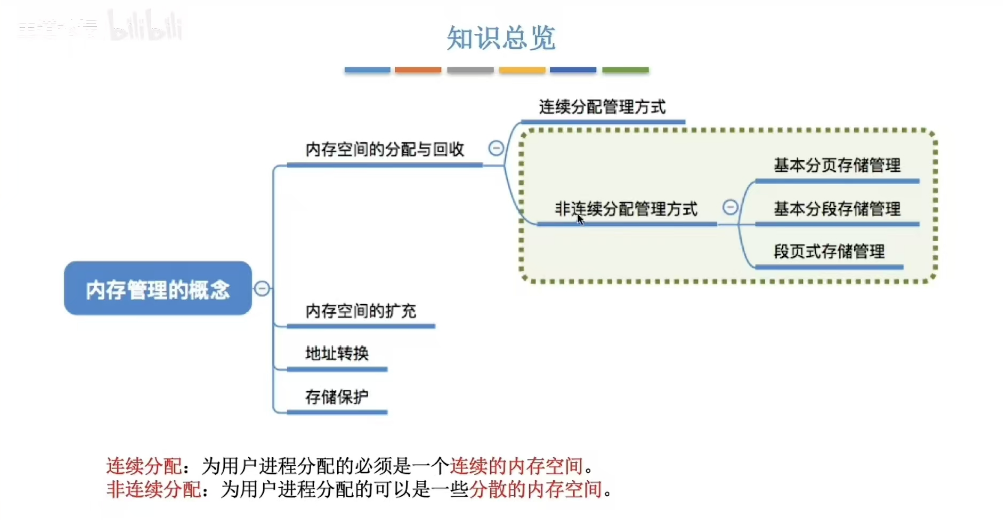 bilibili
知识总览
连续分配管理方式
内存空间的分配与回收
基本分页存储管理
非连续分配管理方式
基本分段存储管理
段页式存储管理
内存管理的概念
内存空间的扩充
地址转换
存储保护
连续分配：为用户进程分配的必须是一个连续的内存空间。
非连续分配：为用户进程分配的可以是一些分散的内存空间。